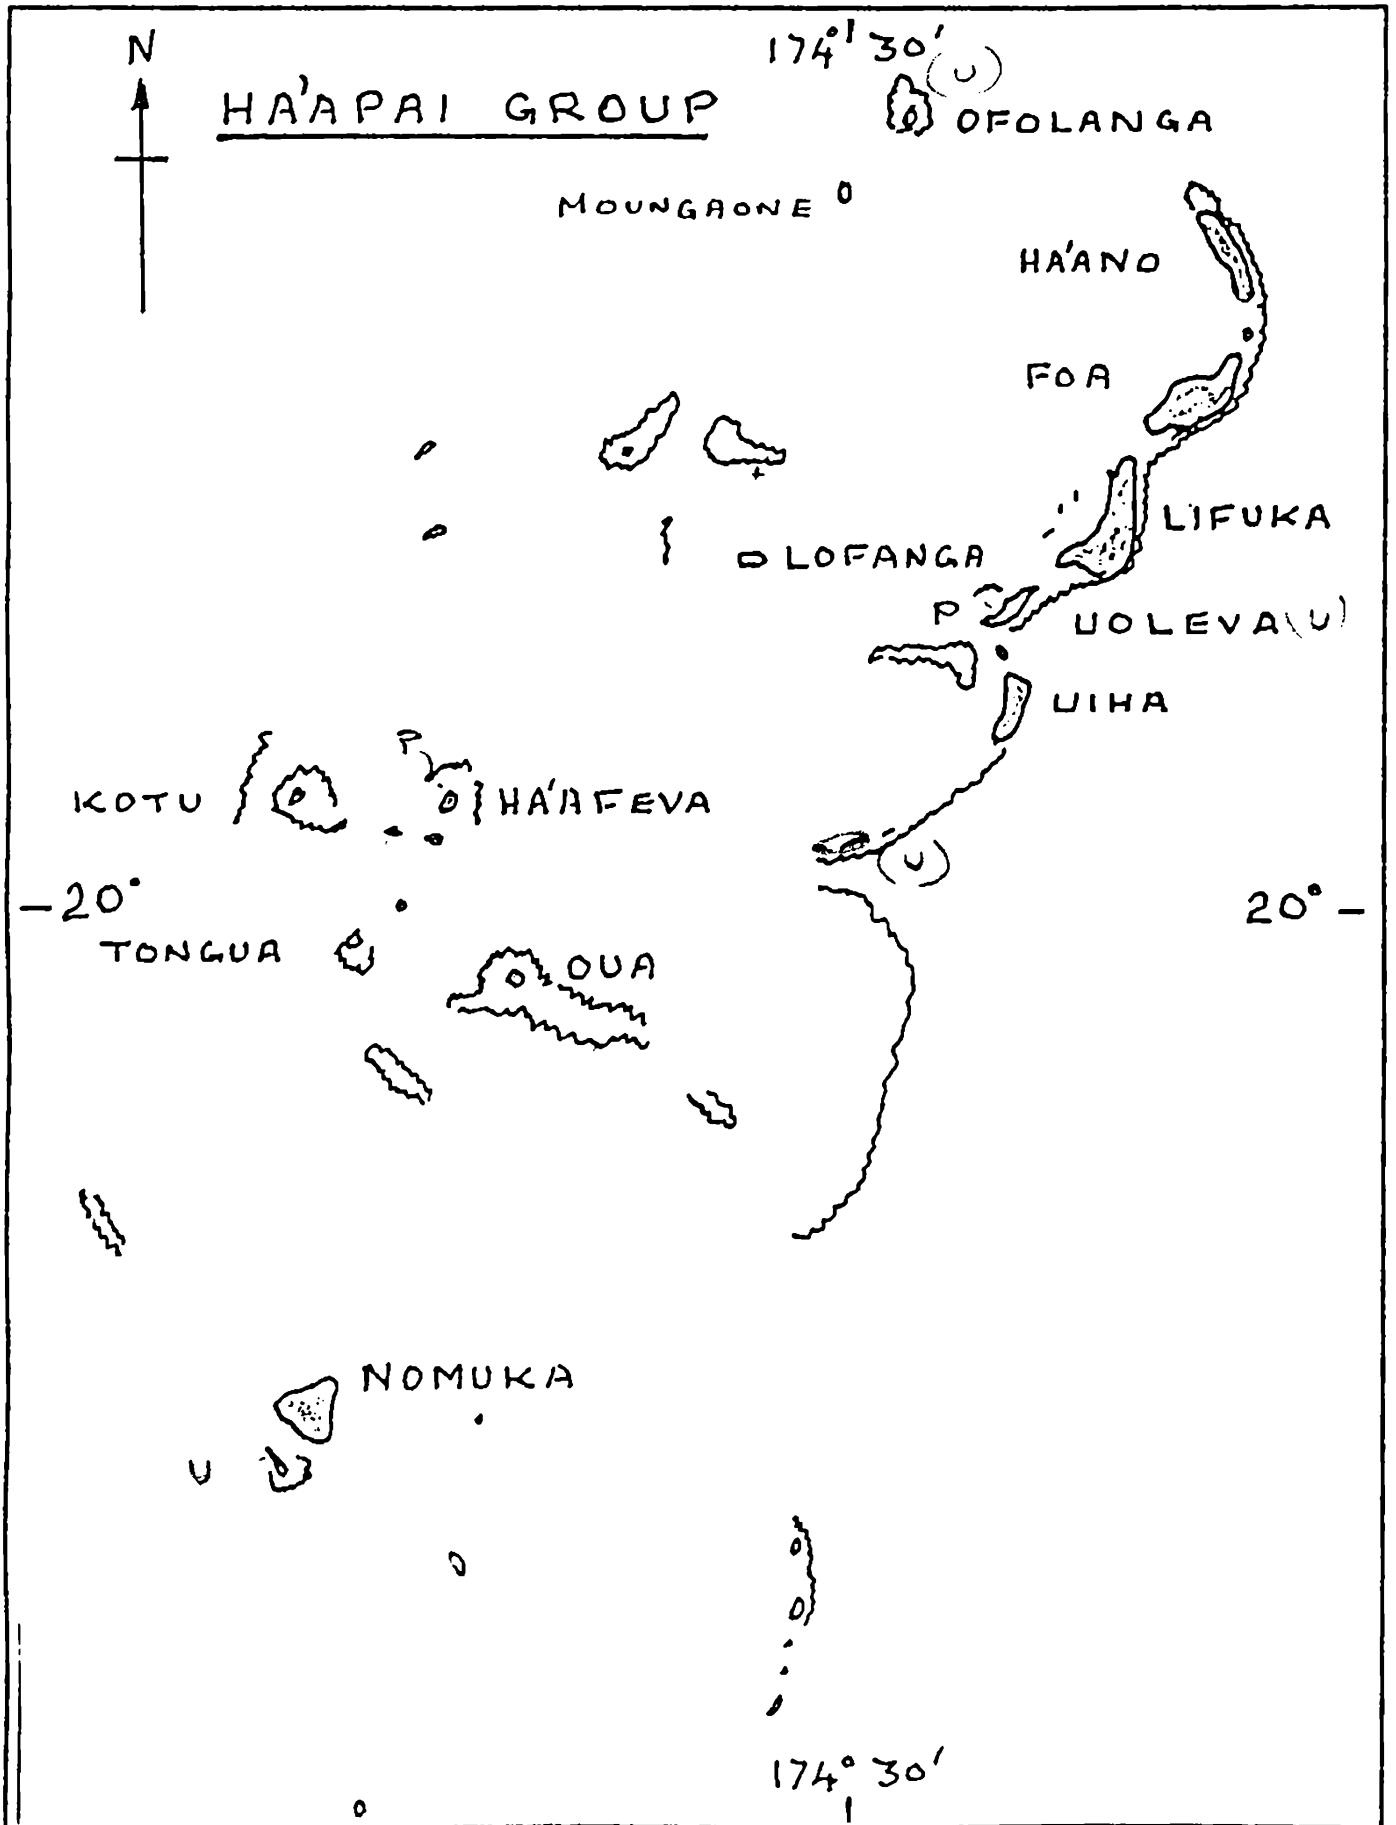 N
174° 30'
(U)
HA'APAI GROUP
OFOLANGA
MOUNGAONE
HA'ANO
FOA
LIFUKA
LOFANGA
P
UOLEVA (U)
UIHA
P
KOTU
HA'AFEVA
(U)
-20°
20° -
TONGUA
OUA
NOMUKA
U
174° 30'